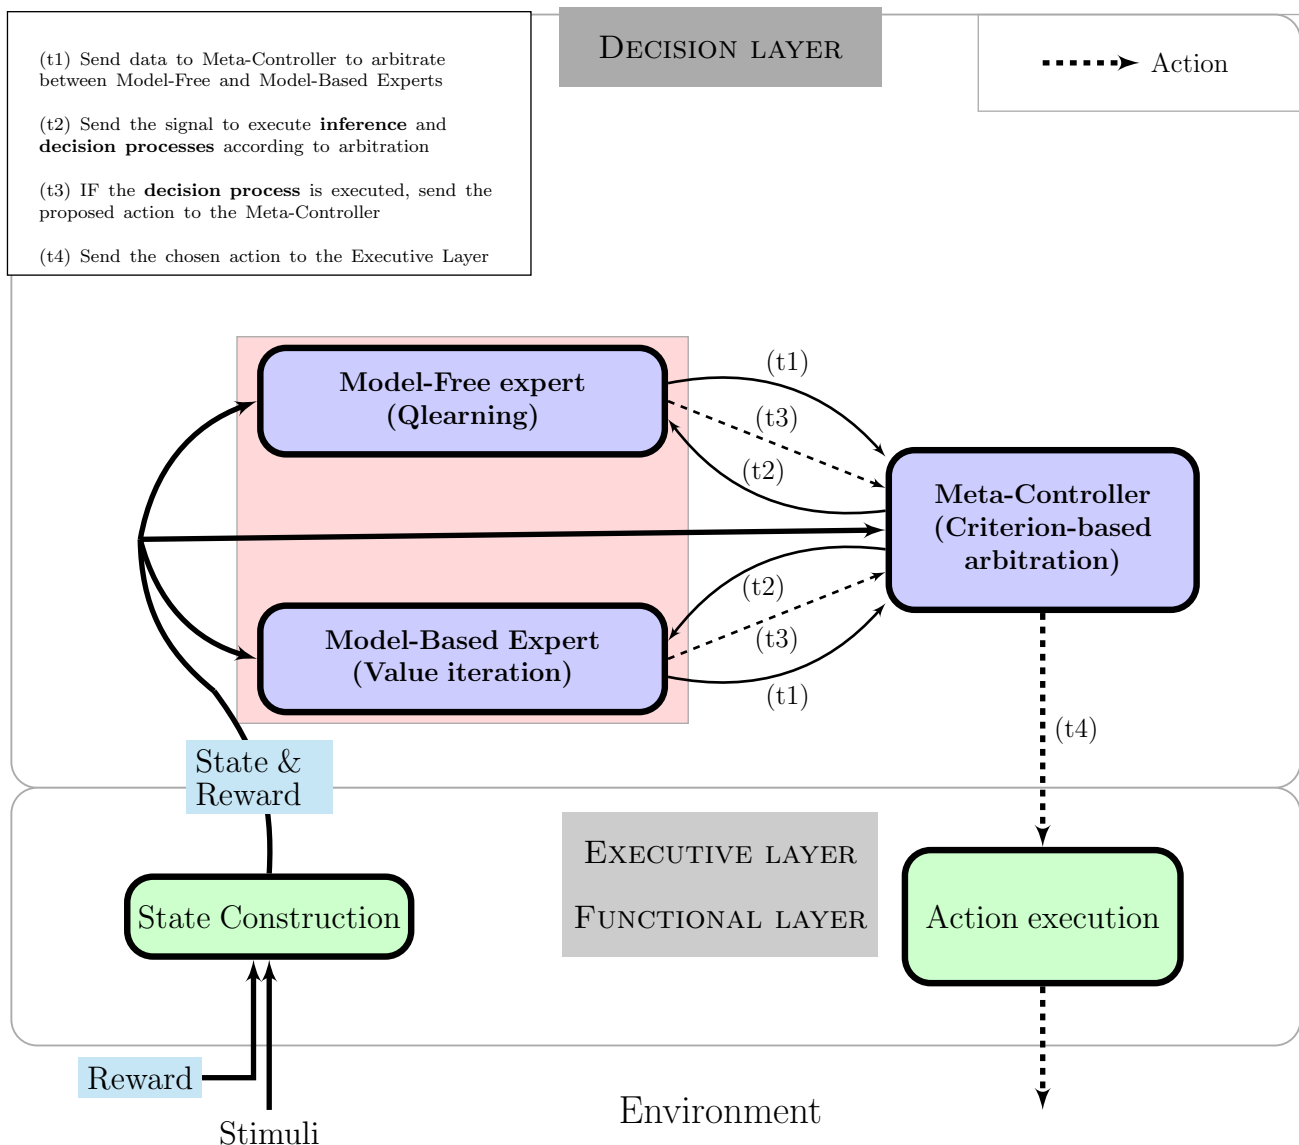 (t1) Send data to Meta-Controller to arbitrate
between Model-Free and Model-Based Experts
(t2) Send the signal to execute inference and
decision processes according to arbitration
(t3) IF the decision process is executed, send the
proposed action to the Meta-Controller
(t4) Send the chosen action to the Executive Layer
DECISION LAYER
Action
Model-Free expert
(Qlearning)
(t1)
(t3)
(t2)
Meta-Controller
(Criterion-based
arbitration)
Model-Based Expert
(Value iteration)
(t2)
(t3)
(t1)
(t4)
State &
Reward
EXECUTIVE LAYER
FUNCTIONAL LAYER
State Construction
Action execution
Reward
Stimuli
Environment